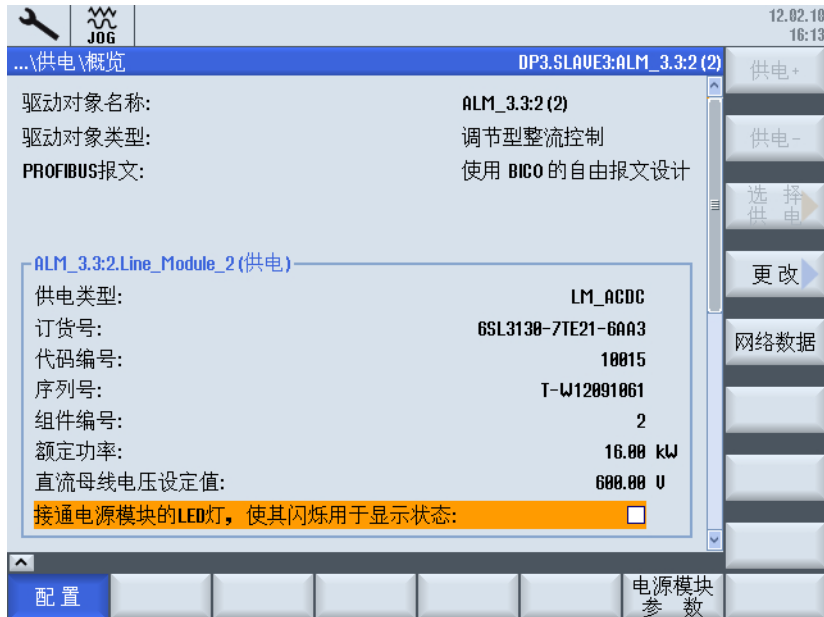 JOG
12.02.10
16:13
...\供电\概览 DP3.SLAVE3:ALM_3.3:2 (2)
供电+
驱动对象名称: ALM_3.3:2 (2)
驱动对象类型: 调节型整流控制
供电-
PROFIBUS报文: 使用 BICO 的自由报文设计
选 择
供 电
ALM_3.3:2.Line_Module_2 (供电)
更改
供电类型: LM_ACDC
订货号: 6SL3130-7TE21-6AA3
网络数据
代码编号: 10015
序列号: T-W12091061
组件编号: 2
额定功率: 16.00 kW
直流母线电压设定值: 600.00 V
接通电源模块的LED灯，使其闪烁用于显示状态:
配置
电源模块
参 数